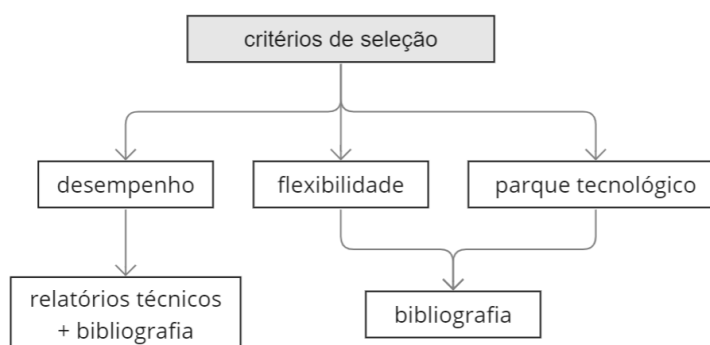 critérios de seleção
desempenho
flexibilidade
parque tecnológico
relatórios técnicos
+ bibliografia
bibliografia